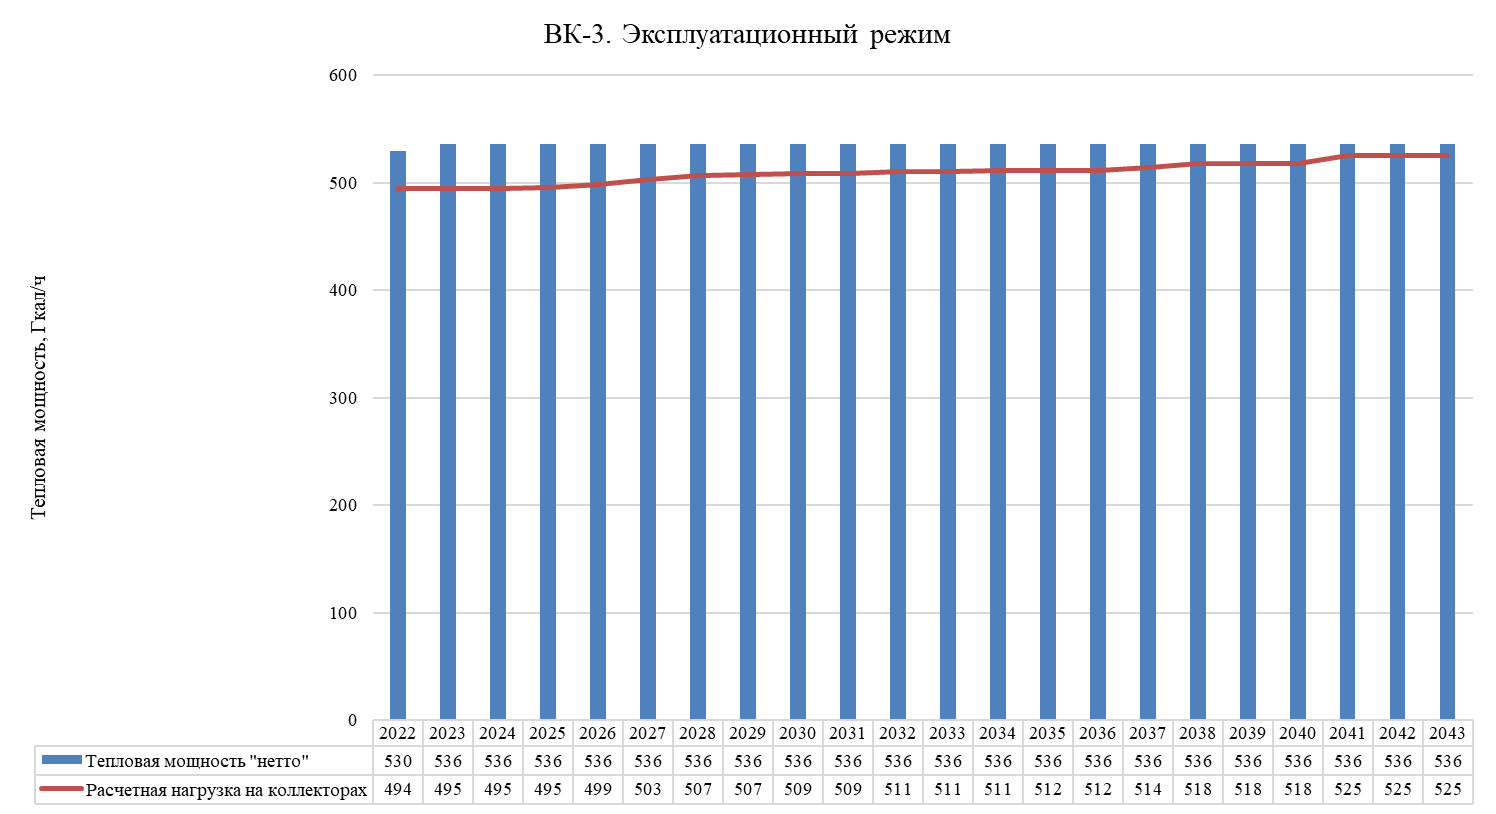 ВК-3. Эксплуатационный режим
Тепловая мощность, Гкал/ч
600
500
400
300
200
100
0
2022 2023 2024 2025 2026 2027 2028 2029 2030 2031 2032 2033 2034 2035 2036 2037 2038 2039 2040 2041 2042 2043
Тепловая мощность "нетто" 530 536 536 536 536 536 536 536 536 536 536 536 536 536 536 536 536 536 536 536 536 536
Расчетная нагрузка на коллекторах 494 495 495 495 499 503 507 507 509 509 511 511 511 512 512 514 518 518 518 525 525 525